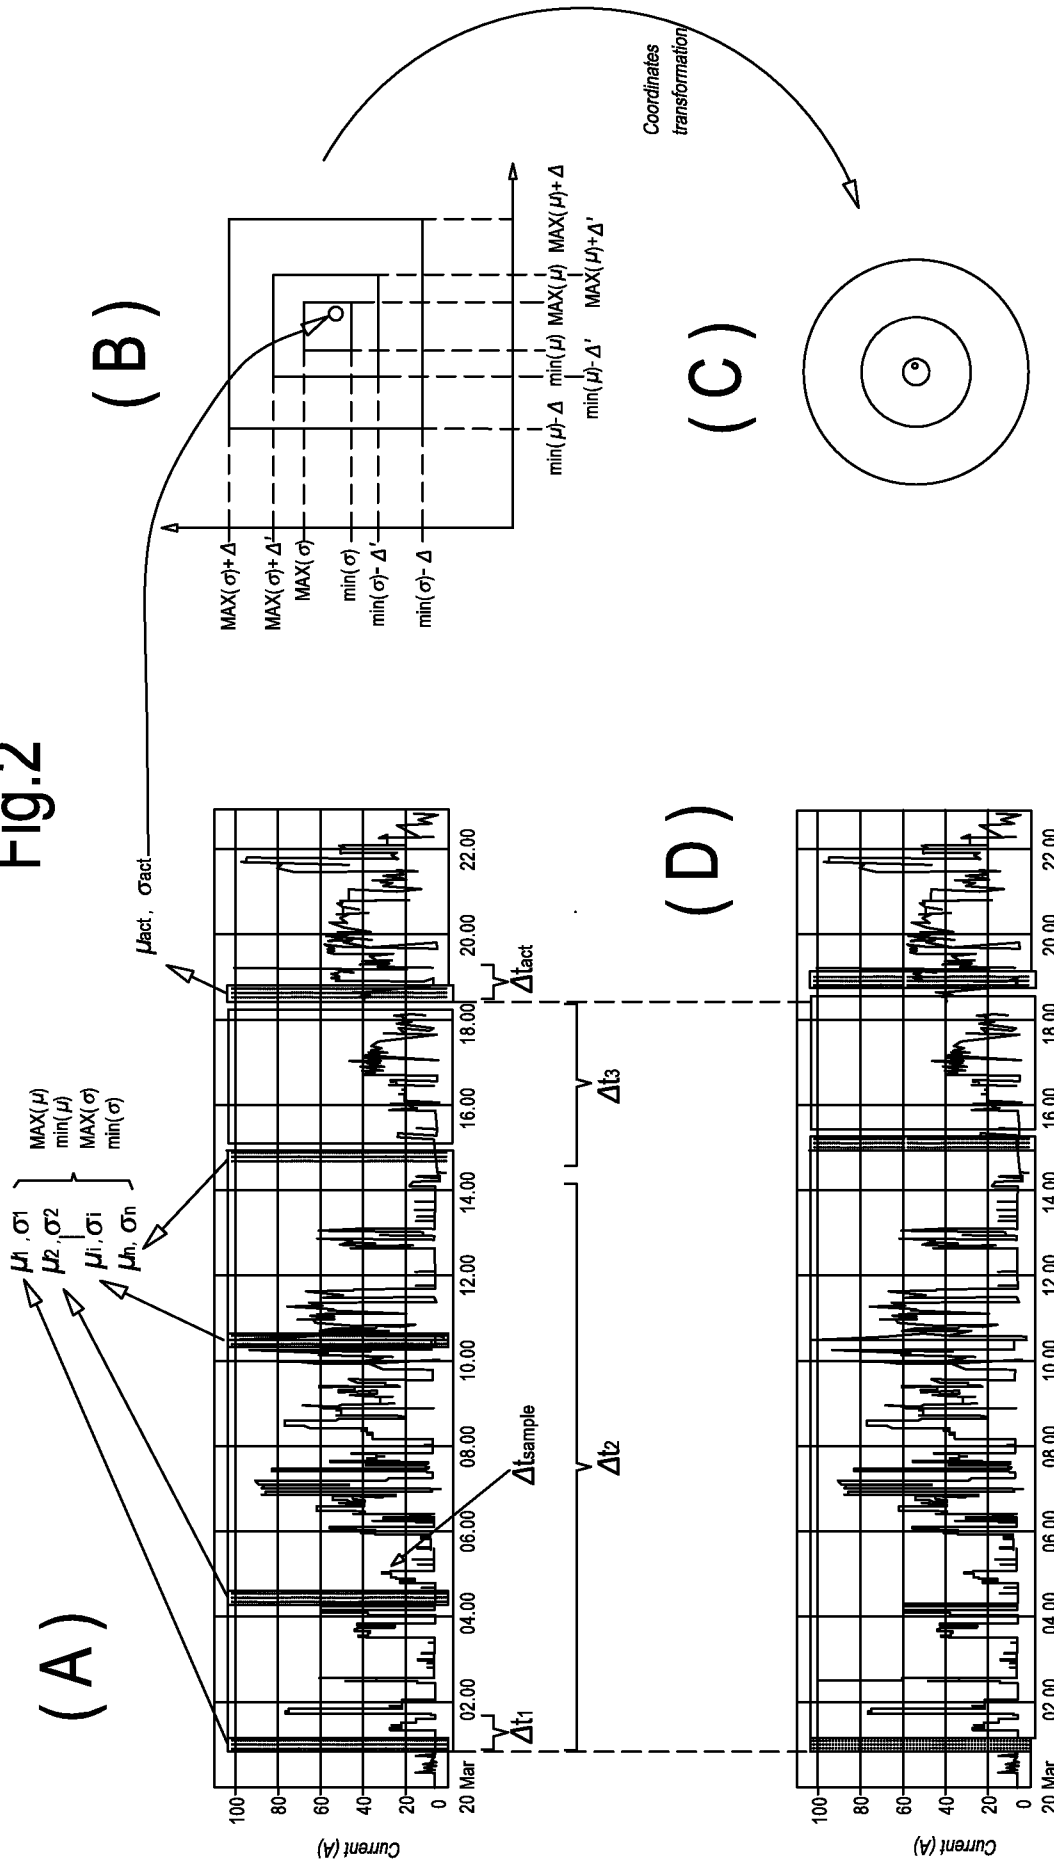 Fig.2
( A )
μ1 , σ1
μ2 , σ2
μi , σi
μn , σn
MAX(μ)
min(μ)
MAX(σ)
min(σ)
μact , σact
Current (A)
100
80
60
40
20
0
20 Mar
02.00
04.00
06.00
08.00
10.00
12.00
14.00
16.00
18.00
20.00
22.00
Δt1
Δtsample
Δtact
Δt2
Δt3
( B )
MAX(σ)+ Δ
MAX(σ)+ Δ'
MAX(σ)
min(σ)
min(σ)- Δ'
min(σ)- Δ
min(μ)- Δ
min(μ)- Δ'
min(μ)
MAX(μ)
MAX(μ)+Δ'
MAX(μ)+ Δ
Coordinates
transformation
( C )
( D )
Current (A)
100
80
60
40
20
0
20 Mar
02.00
04.00
06.00
08.00
10.00
12.00
14.00
16.00
18.00
20.00
22.00